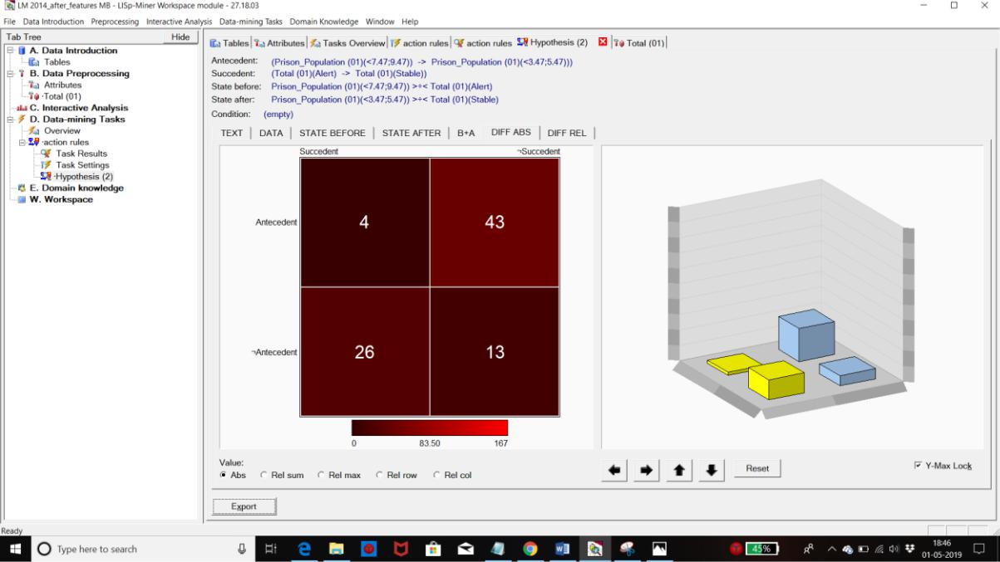 LM 2014_after_features MB - LISp-Miner Workspace module - 27.18.03
File Data Introduction Preprocessing Interactive Analysis Data-mining Tasks Domain Knowledge Window Help
Tab Tree Hide
A. Data Introduction
Tables
B. Data Preprocessing
Attributes
·Total (01)
C. Interactive Analysis
D. Data-mining Tasks
Overview
·action rules
Task Results
Task Settings
·Hypothesis (2)
E. Domain knowledge
W. Workspace
Tables Attributes Tasks Overview action rules action rules Hypothesis (2) Total (01)
Antecedent: (Prison_Population (01)(<7.47;9.47)) -> Prison_Population (01)(<3.47;5.47)))
Succedent: (Total (01)(Alert) -> Total (01)(Stable))
State before: Prison_Population (01)(<7.47;9.47)) >÷< Total (01)(Alert)
State after: Prison_Population (01)(<3.47;5.47)) >÷< Total (01)(Stable)
Condition: (empty)
TEXT DATA STATE BEFORE STATE AFTER B+A DIFF ABS DIFF REL
Succedent ¬Succedent
Antecedent 4 43
¬Antecedent 26 13
0 83.50 167
Value:
Abs Rel sum Rel max Rel row Rel col
Reset
Y-Max Lock
Export
Ready
Type here to search
45%
18:46
01-05-2019